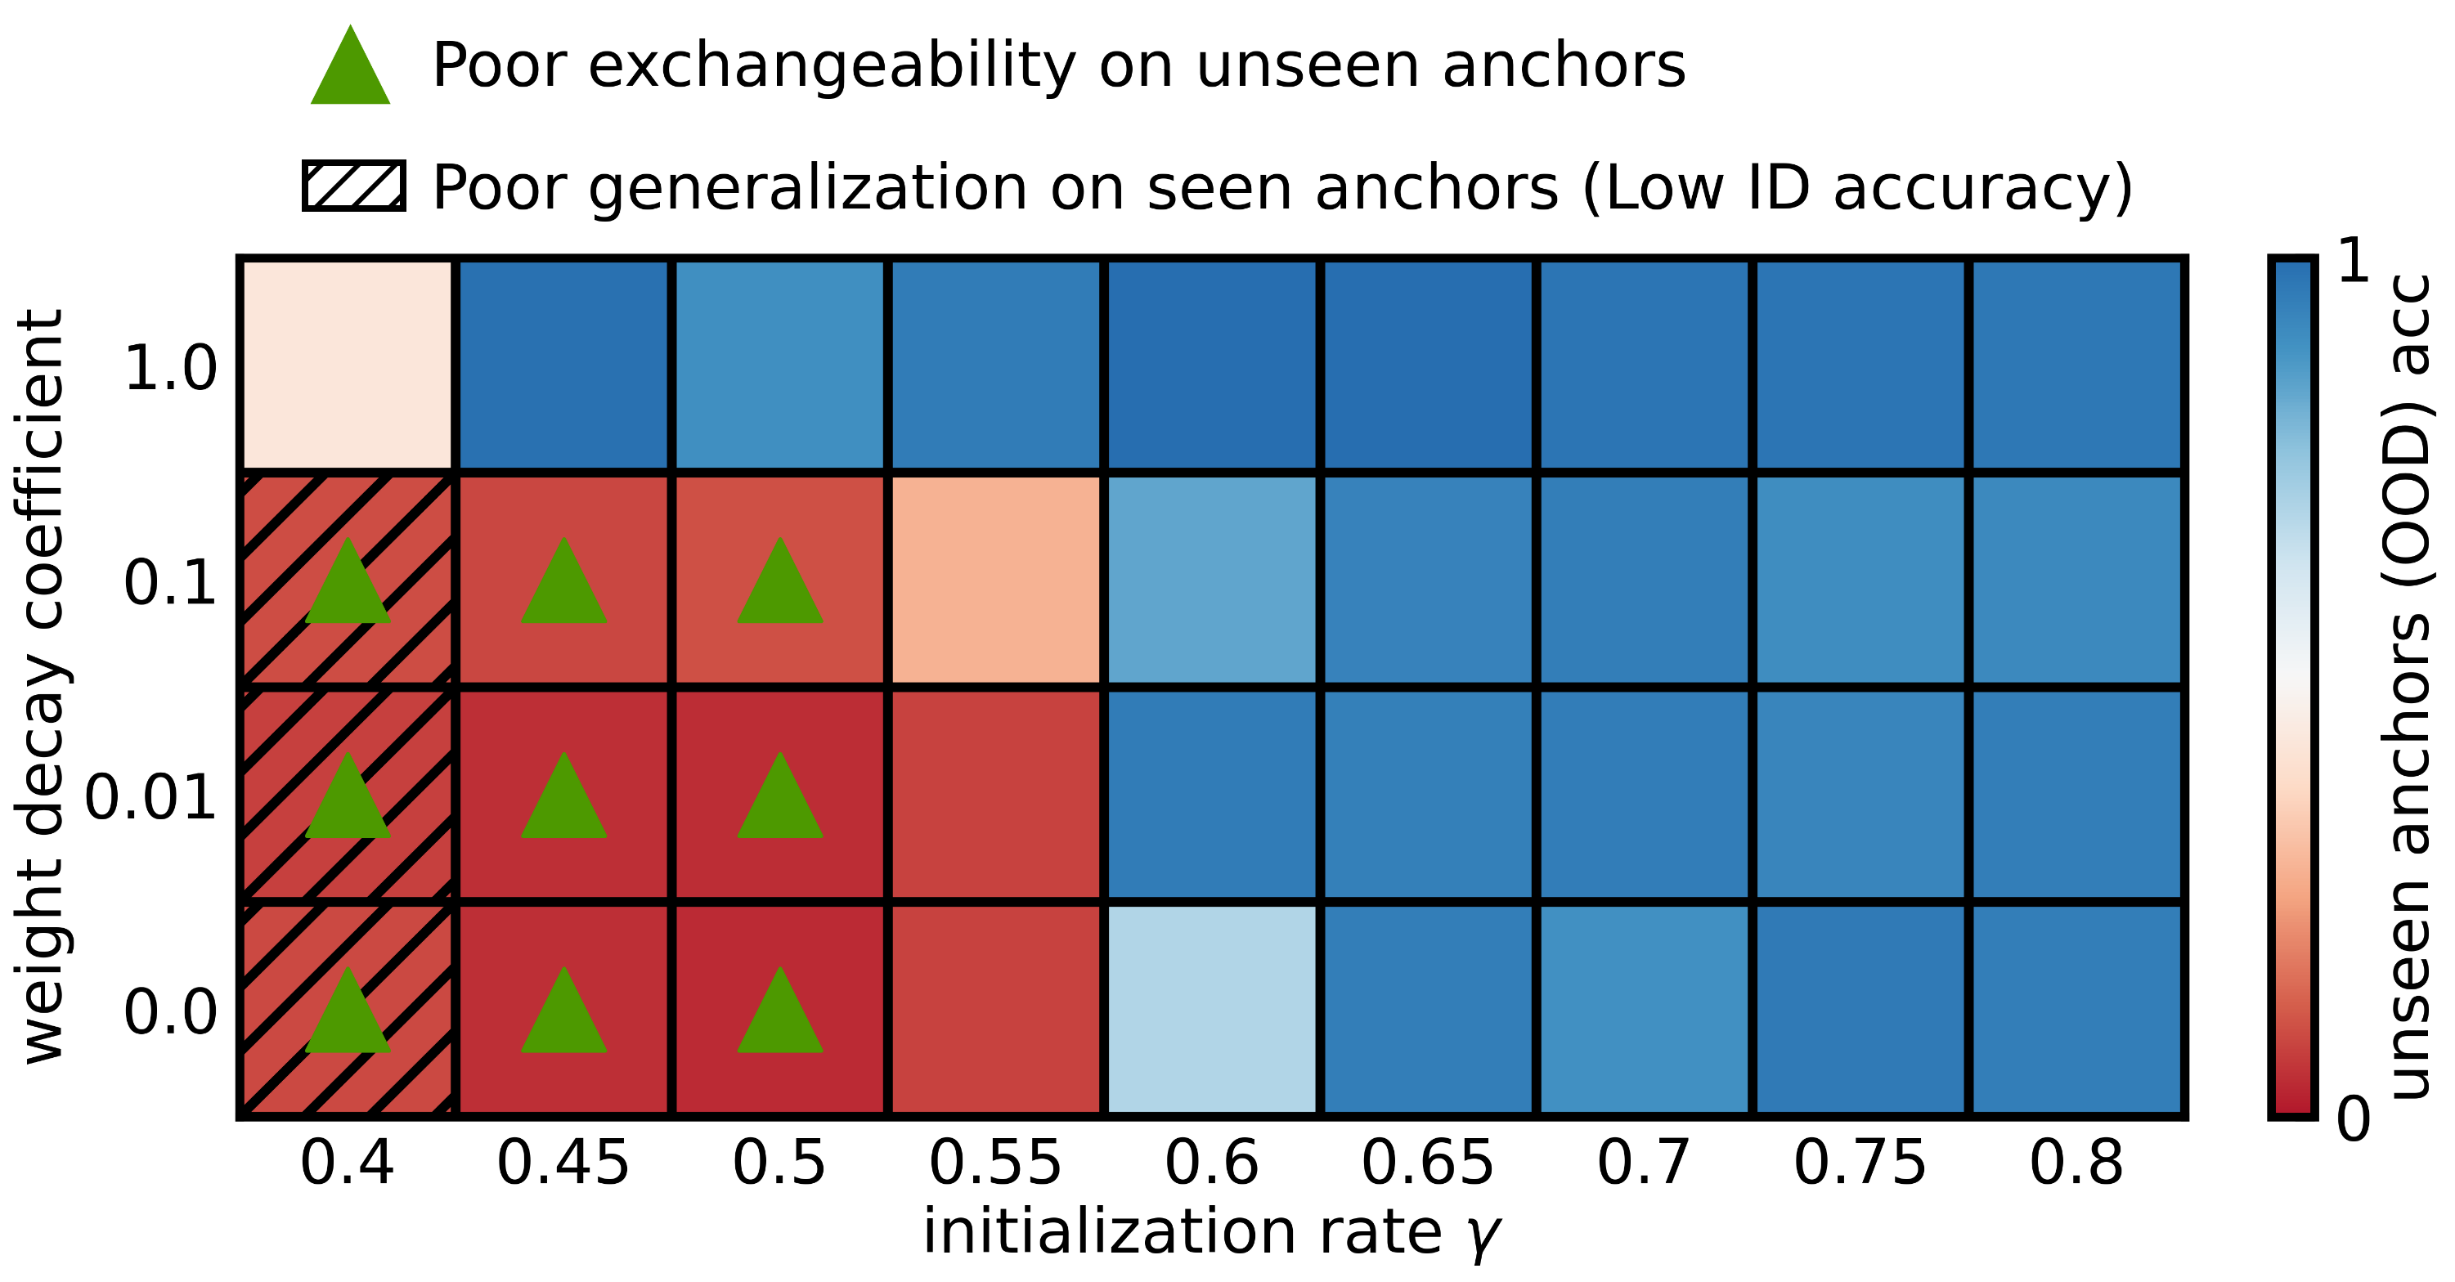 Poor exchangeability on unseen anchors
Poor generalization on seen anchors (Low ID accuracy)
weight decay coefficient
1.0
0.1
0.01
0.0
0.4 0.45 0.5 0.55 0.6 0.65 0.7 0.75 0.8
initialization rate γ
1
0
unseen anchors (OOD) acc